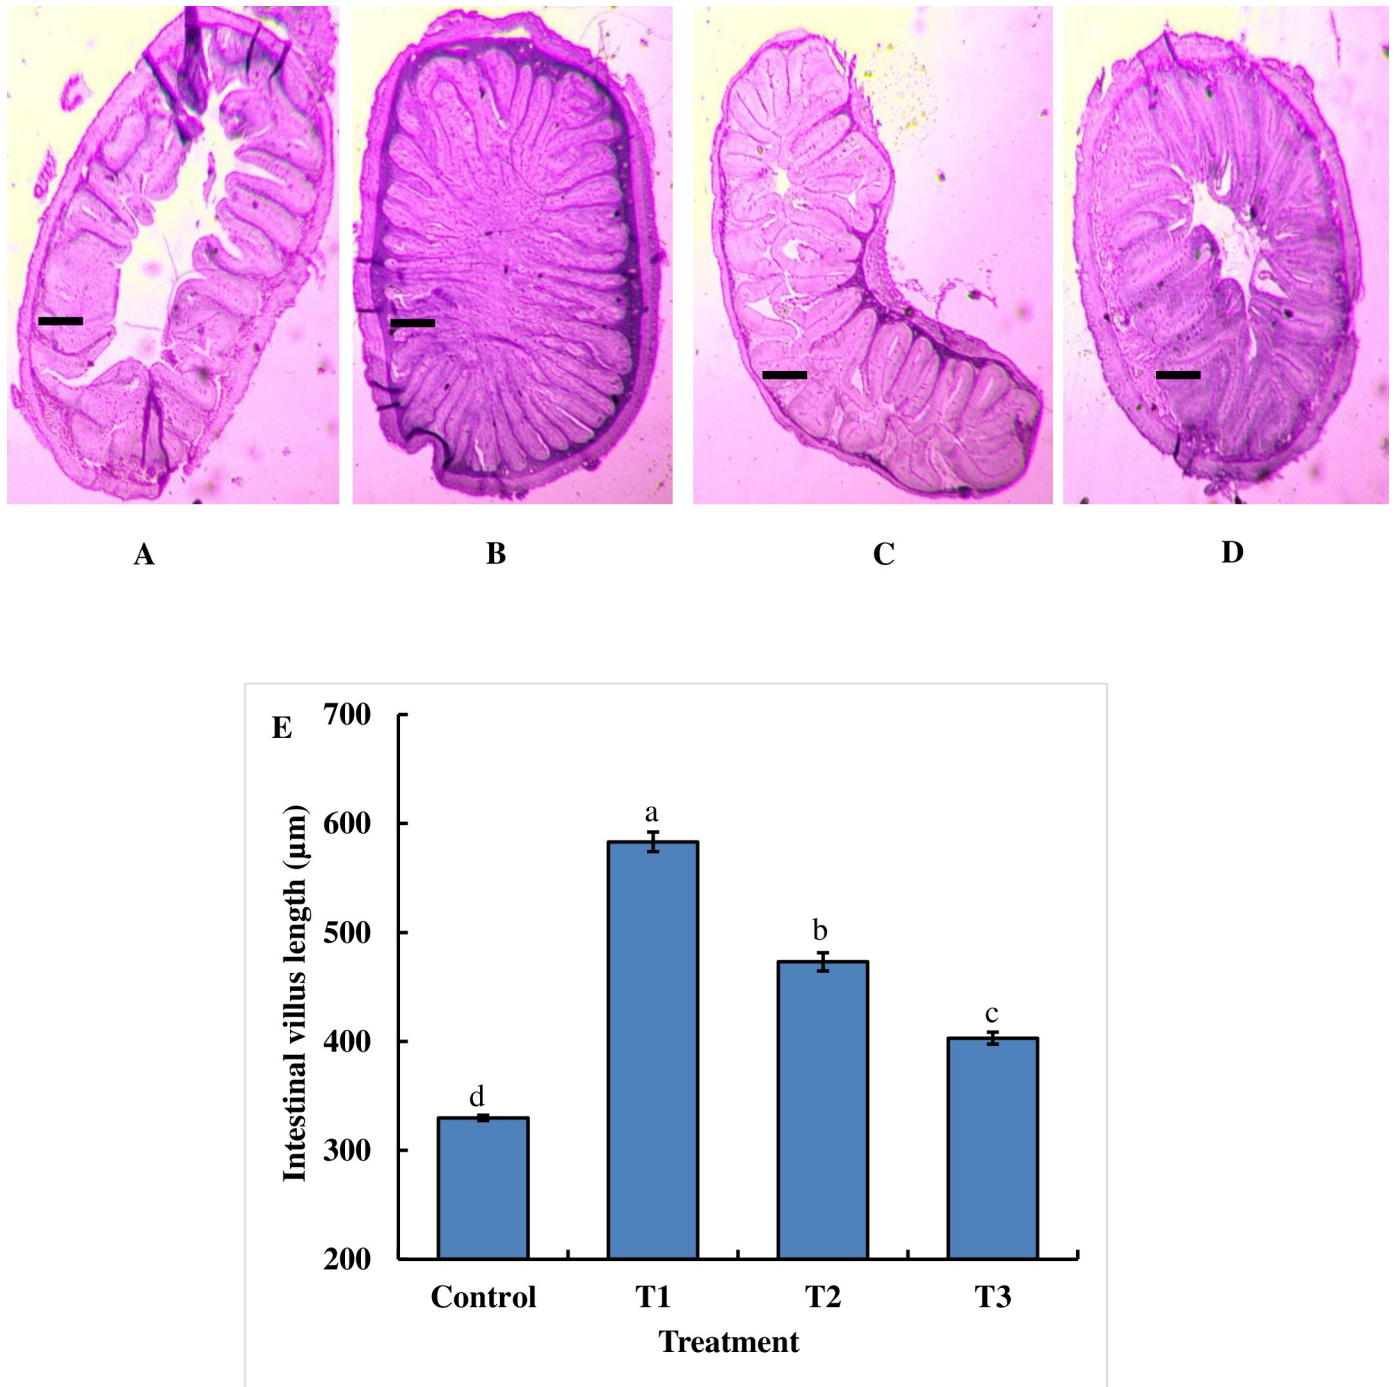 A B C D
E
700
600
500
400
300
200
Intestinal villus length (µm)
a
b
c
d
Control T1 T2 T3
Treatment